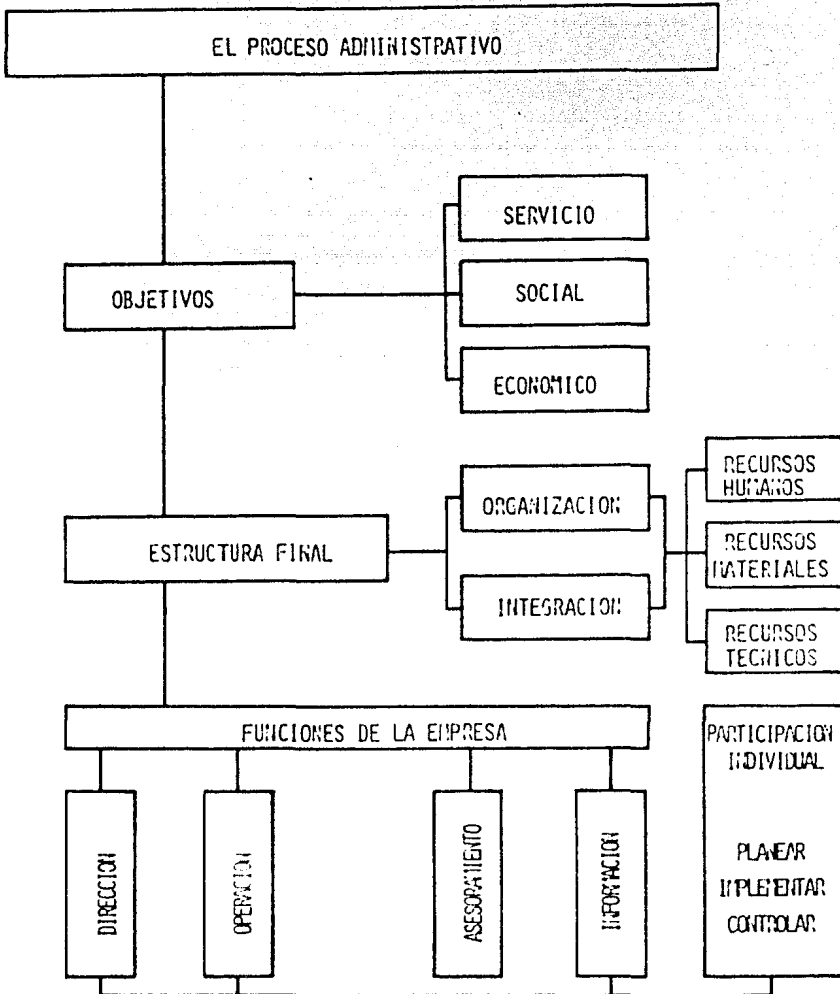 EL PROCESO ADMINISTRATIVO
SERVICIO
OBJETIVOS
SOCIAL
ECONOMICO
ORGANIZACION
RECURSOS
HUMANOS
ESTRUCTURA FINAL
RECURSOS
MATERIALES
INTEGRACION
RECURSOS
TECNICOS
FUNCIONES DE LA EMPRESA
PARTICIPACION
INDIVIDUAL
DIRECCION
OPERACION
ASESORAMIENTO
INFORMACION
PLANEAR
IMPLEMENTAR
CONTROLAR